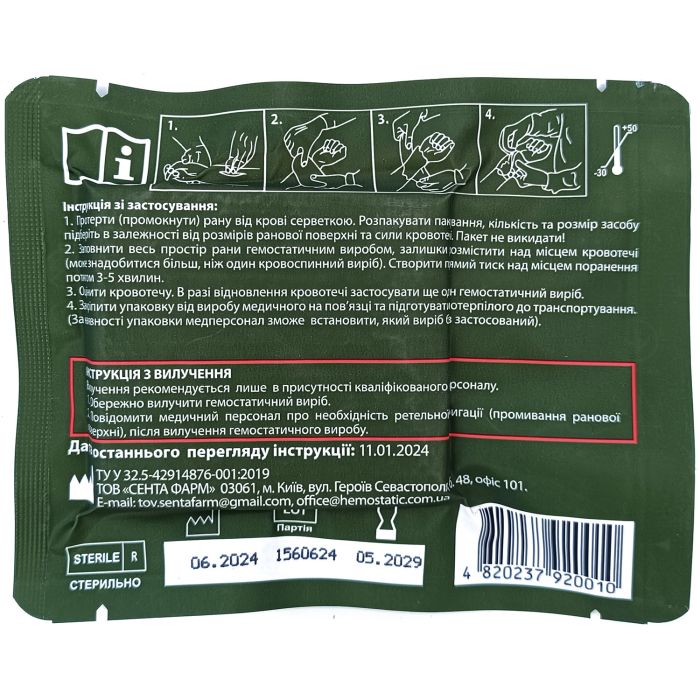 1.
2.
3.
4.
+50
-30
Інструкція зі застосування:
1. Протерти (промокнути) рану від крові серветкою. Розпакувати пакування, кількість та розмір засобу
підберіть в залежності від розмірів ранової поверхні та сили кровотечі. Пакет не викидати!
2. Заповнити весь простір рани гемостатичним виробом, залишки розмістити над місцем кровотечі
(може знадобитися більш, ніж один кровоспинний виріб). Створити прямий тиск над місцем поранення
потягом 3-5 хвилин.
3. Оцінити кровотечу. В разі відновлення кровотечі застосувати ще один гемостатичний виріб.
4. Закріпити упаковку від виробу медичного на пов'язці та підготувати потерпілого до транспортування.
(За наявності упаковки медперсонал зможе встановити, який виріб застосований).
ІНСТРУКЦІЯ З ВИЛУЧЕННЯ
Вилучення рекомендується лише в присутності кваліфікованого персоналу.
Обережно вилучити гемостатичний виріб.
Повідомити медичний персонал про необхідність ретельної іригації (промивання ранової
поверхні), після вилучення гемостатичного виробу.
Дата останнього перегляду інструкції: 11.01.2024
ТУ У 32.5-42914876-001:2019
ТОВ «СЕНТА ФАРМ» 03061, м. Київ, вул. Героїв Севастополя, 48, офіс 101.
E-mail: tov.sentafarm@gmail.com, office@hemostatic.com.ua
LOT
Партія
06.2024 1560624 05.2029
STERILE R
СТЕРИЛЬНО
4 820237 920010